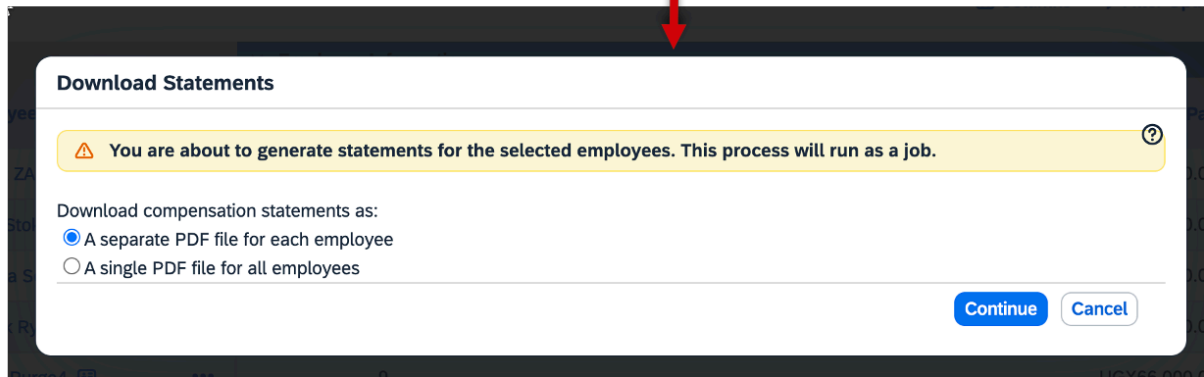 Download Statements
You are about to generate statements for the selected employees. This process will run as a job.
Download compensation statements as:
A separate PDF file for each employee
A single PDF file for all employees
Continue Cancel